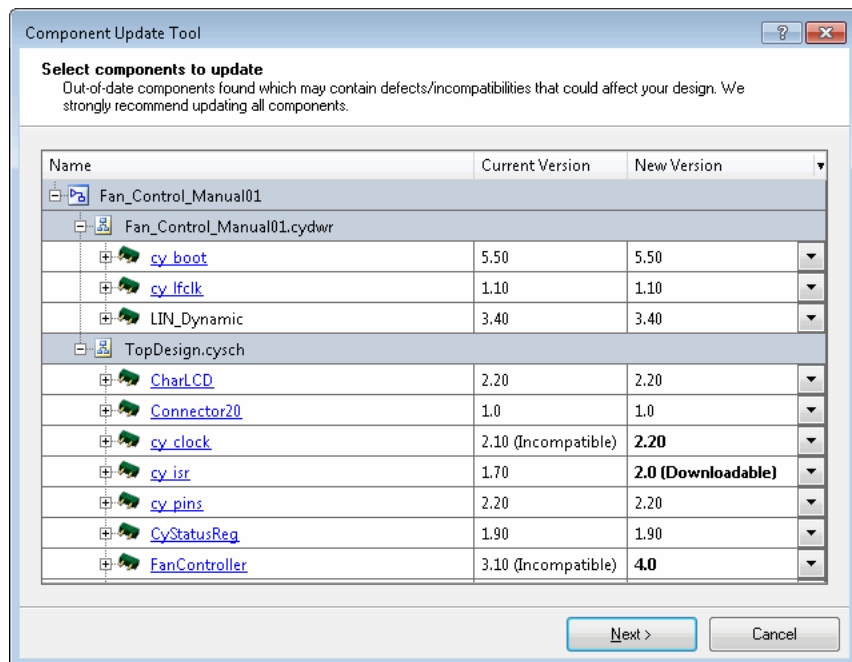 Component Update Tool
Select components to update
Out-of-date components found which may contain defects/incompatibilities that could affect your design. We
strongly recommend updating all components.
Name Current Version New Version
Fan_Control_Manual01
Fan_Control_Manual01.cydwr
cy_boot 5.50 5.50
cy_lfclk 1.10 1.10
LIN_Dynamic 3.40 3.40
TopDesign.cysch
CharLCD 2.20 2.20
Connector20 1.0 1.0
cy_clock 2.10 (Incompatible) 2.20
cy_isr 1.70 2.0 (Downloadable)
cy_pins 2.20 2.20
CyStatusReg 1.90 1.90
FanController 3.10 (Incompatible) 4.0
Next > Cancel